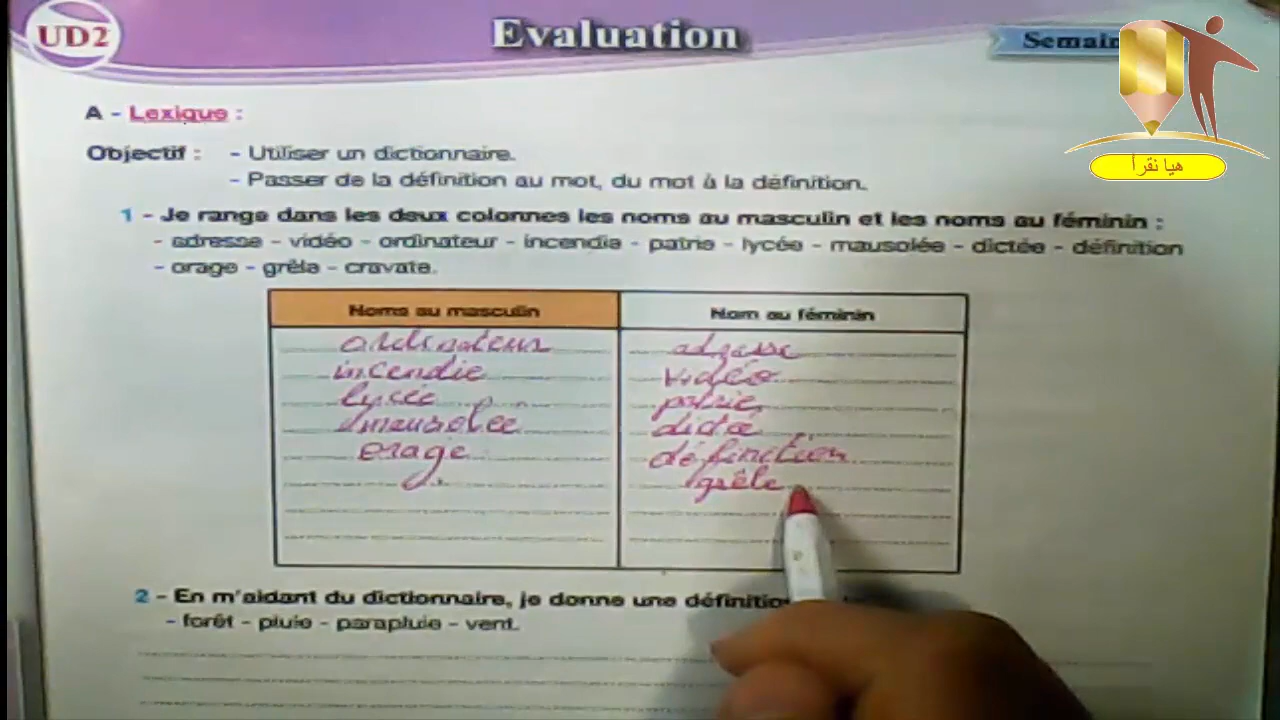 UD2
Evaluation
Semain
هيا نقرأ
A - Lexique :
Objectif : - Utiliser un dictionnaire.
- Passer de la définition au mot, du mot à la définition.
1 - Je range dans les deux colonnes les noms au masculin et les noms au féminin :
- adresse - vidéo - ordinateur - incendie - patrie - lycée - mausolée - dictée - définition
- orage - grêle - cravate.
Noms au masculin Nom au féminin
ordinateur adresse
incendie vidéo
lycée patrie
mausolée dicté
orage définition
grêle
2 - En m'aidant du dictionnaire, je donne une définitio
- forêt - pluie - parapluie - vent.